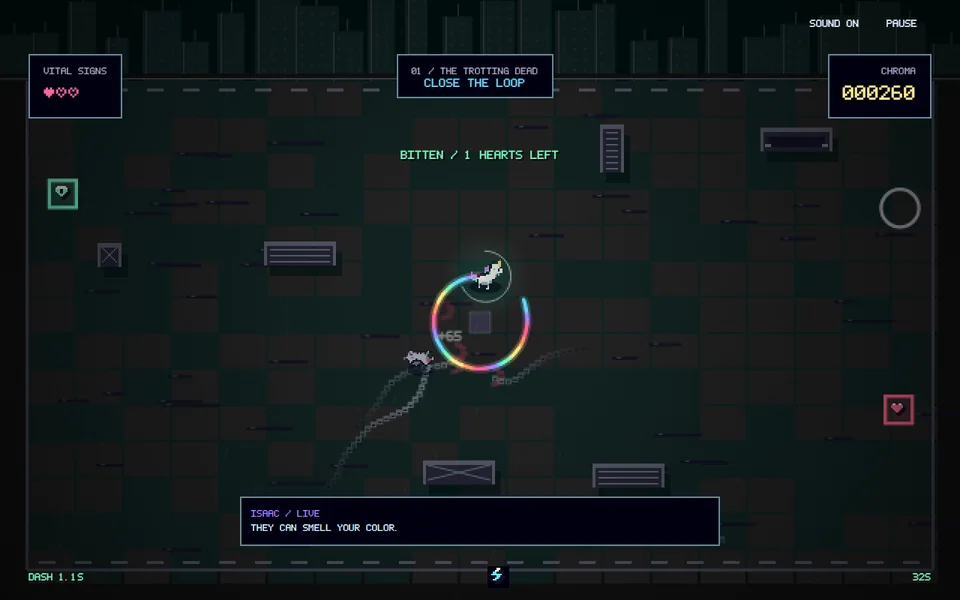 SOUND ON
PAUSE
VITAL SIGNS
01 / THE TROTTING DEAD
CLOSE THE LOOP
CHROMA
000260
BITTEN / 1 HEARTS LEFT
+65
ISAAC / LIVE
THEY CAN SMELL YOUR COLOR.
DASH 1.1S
32S